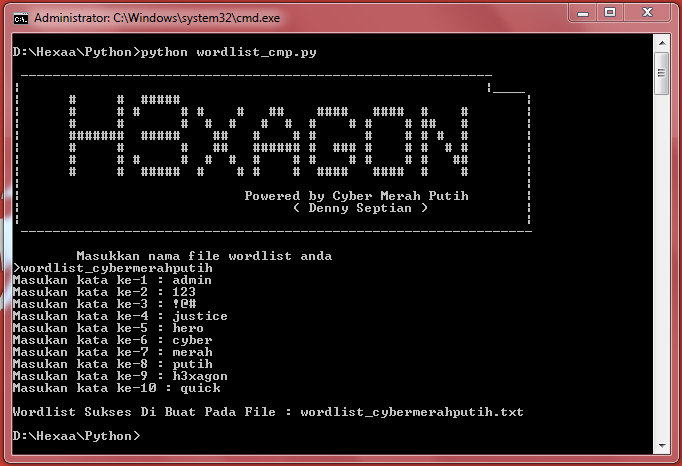 Administrator: C:\Windows\system32\cmd.exe
D:\Hexaa\Python>python wordlist_cmp.py
H3XAGON
Powered by Cyber Merah Putih
( Denny Septian )
Masukkan nama file wordlist anda
>wordlist_cybermerahputih
Masukan kata ke-1 : admin
Masukan kata ke-2 : 123
Masukan kata ke-3 : !@#
Masukan kata ke-4 : justice
Masukan kata ke-5 : hero
Masukan kata ke-6 : cyber
Masukan kata ke-7 : merah
Masukan kata ke-8 : putih
Masukan kata ke-9 : h3xagon
Masukan kata ke-10 : quick
Wordlist Sukses Di Buat Pada File : wordlist_cybermerahputih.txt
D:\Hexaa\Python>